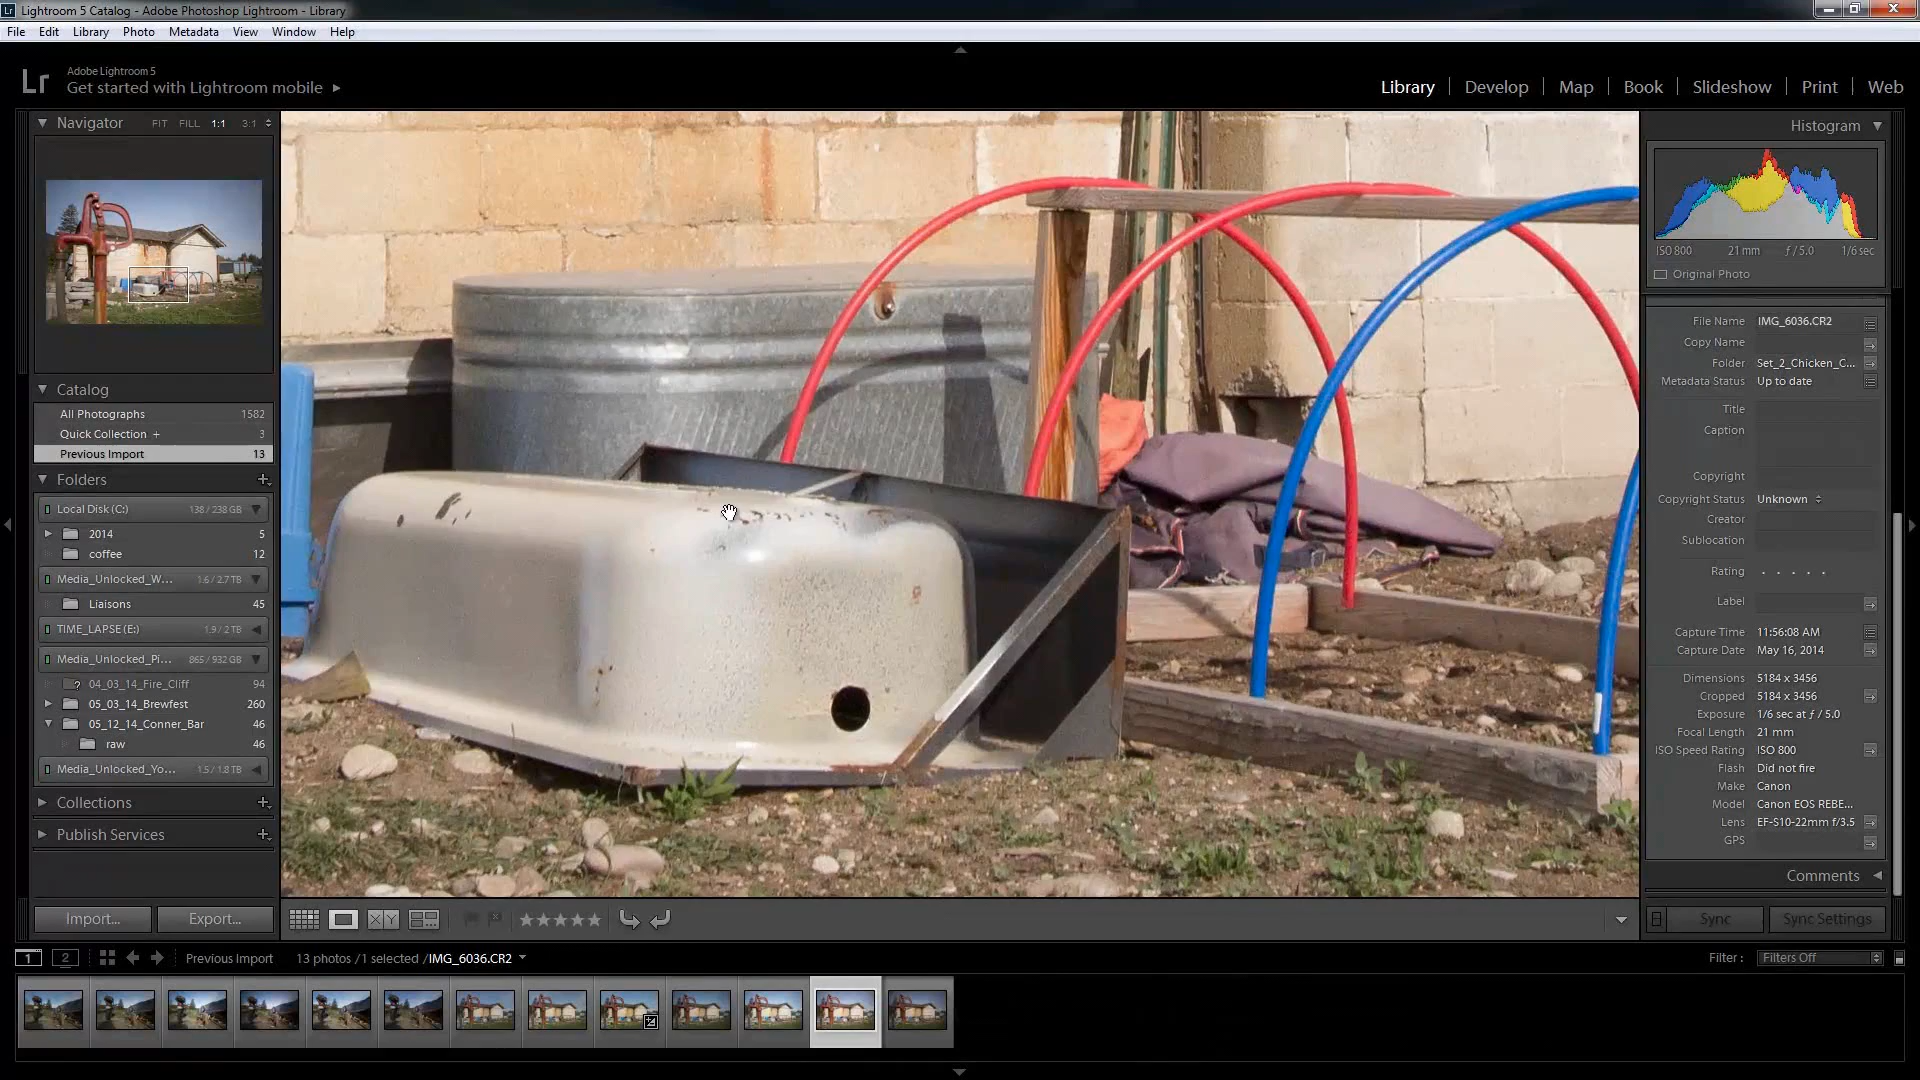 Lr Lightroom 5 Catalog - Adobe Photoshop Lightroom - Library
File Edit Library Photo Metadata View Window Help
Lr
Adobe Lightroom 5
Get started with Lightroom mobile
Library Develop Map Book Slideshow Print Web
Navigator FIT FILL 1:1 3:1
Catalog
All Photographs 1582
Quick Collection + 3
Previous Import 13
Folders +
Local Disk (C:) 138 / 238 GB
2014 5
coffee 12
Media_Unlocked_W... 1.6 / 2.7 TB
Liaisons 45
TIME_LAPSE (E:) 1.9 / 2 TB
Media_Unlocked_Pi... 865 / 932 GB
? 04_03_14_Fire_Cliff 94
05_03_14_Brewfest 260
05_12_14_Conner_Bar 46
raw 46
Media_Unlocked_Yo... 1.5 / 1.8 TB
Collections +
Publish Services +
Import... Export...
Histogram
ISO 800 21 mm ƒ / 5.0 1/6 sec
Original Photo
File Name IMG_6036.CR2
Copy Name
Folder Set_2_Chicken_C...
Metadata Status Up to date
Title
Caption
Copyright
Copyright Status Unknown
Creator
Sublocation
Rating . . . . .
Label
Capture Time 11:56:08 AM
Capture Date May 16, 2014
Dimensions 5184 x 3456
Cropped 5184 x 3456
Exposure 1/6 sec at ƒ / 5.0
Focal Length 21 mm
ISO Speed Rating ISO 800
Flash Did not fire
Make Canon
Model Canon EOS REBE...
Lens EF-S10-22mm f/3.5
GPS
Comments
Sync Sync Settings
X Y
1 2 Previous Import 13 photos /1 selected /IMG_6036.CR2
Filter : Filters Off